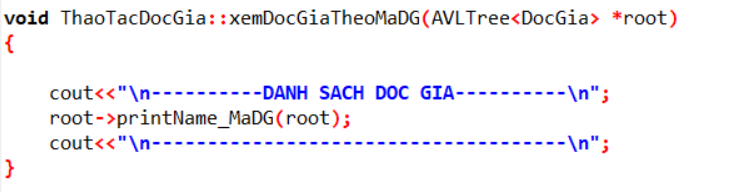 void ThaoTacDocGia::xemDocGiaTheoMaDG(AVLTree<DocGia> *root)
{
cout<<"\n----------DANH SACH DOC GIA----------\n";
root->printName_MaDG(root);
cout<<"\n-------------------------------------\n";
}